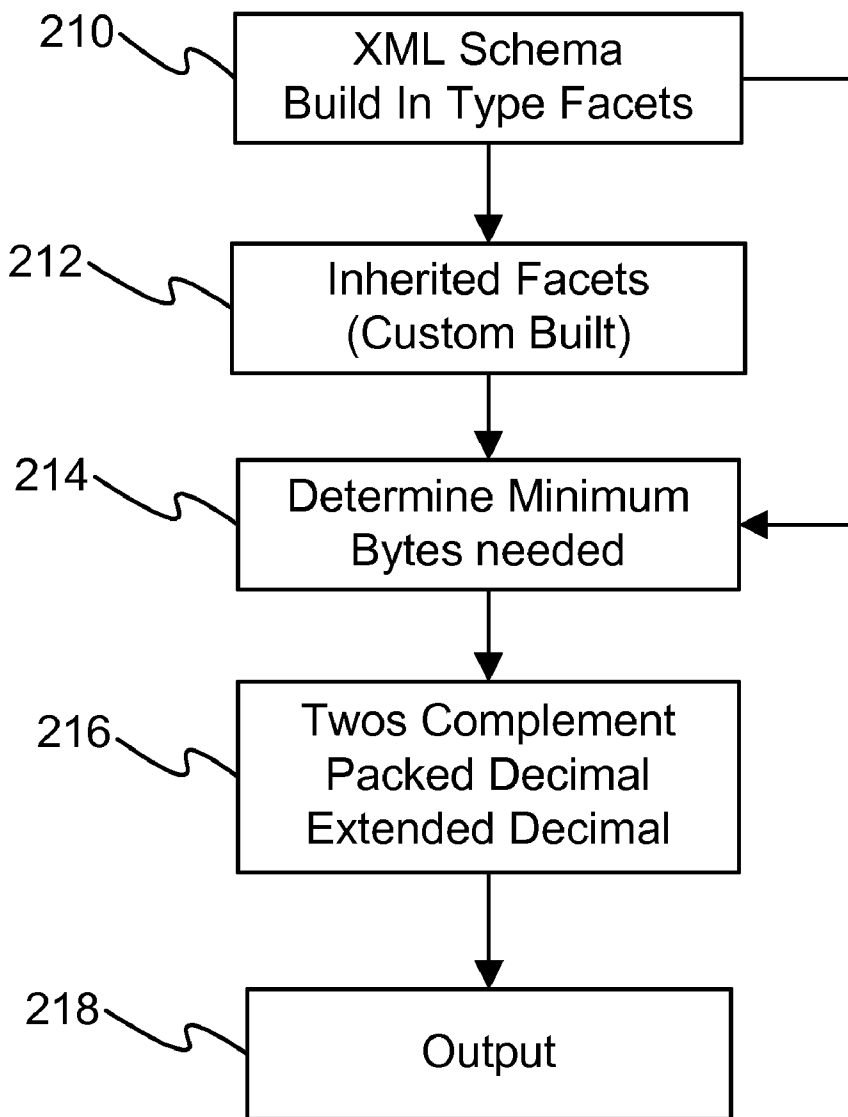 210
XML Schema
Build In Type Facets
212
Inherited Facets
(Custom Built)
214
Determine Minimum
Bytes needed
216
Twos Complement
Packed Decimal
Extended Decimal
218
Output